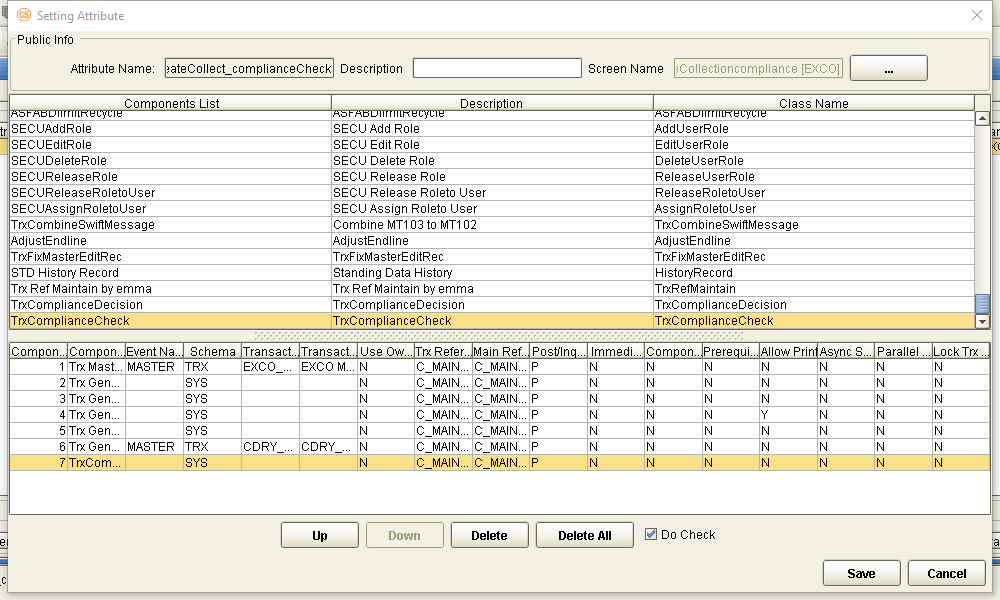 CS Setting Attribute
Public Info
Attribute Name: eateCollect_complianceCheck Description Screen Name eCollectioncompliance [EXCO] ...
Components List Description Class Name
ASFABDlimitRecycle ASFABDlimitRecycle ASFABDlimitRecycle
SECUAddRole SECU Add Role AddUserRole
SECUEditRole SECU Edit Role EditUserRole
SECUDeleteRole SECU Delete Role DeleteUserRole
SECUReleaseRole SECU Release Role ReleaseUserRole
SECUReleaseRoletoUser SECU Release Roleto User ReleaseRoletoUser
SECUAssignRoletoUser SECU Assign Roleto User AssignRoletoUser
TrxCombineSwiftMessage Combine MT103 to MT102 TrxCombineSwiftMessage
AdjustEndline AdjustEndline AdjustEndline
TrxFixMasterEditRec TrxFixMasterEditRec TrxFixMasterEditRec
STD History Record Standing Data History HistoryRecord
Trx Ref Maintain by emma Trx Ref Maintain by emma TrxRefMaintain
TrxComplianceDecision TrxComplianceDecision TrxComplianceDecision
TrxComplianceCheck TrxComplianceCheck TrxComplianceCheck
Compon... Compon... Event Na... Schema Transact... Transact... Use Ow... Trx Refer... Main Ref... Post/Inq... Immedi... Compon... Prerequi... Allow Print Async S... Parallel ... Lock Trx ...
1 Trx Mast... MASTER TRX EXCO_... EXCO M... N C_MAIN... C_MAIN... P N N N N N N N
2 Trx Gen... SYS N C_MAIN... C_MAIN... P N N N N N N N
3 Trx Gen... SYS N C_MAIN... C_MAIN... P N N N N N N N
4 Trx Gen... SYS N C_MAIN... C_MAIN... P N N N Y N N N
5 Trx Gen... SYS N C_MAIN... C_MAIN... P N N N N N N N
6 Trx Gen... MASTER TRX CDRY_... CDRY_... N C_MAIN... C_MAIN... P N N N N N N N
7 TrxCom... SYS N C_MAIN... C_MAIN... P N N N N N N N
Up Down Delete Delete All Do Check
Save Cancel